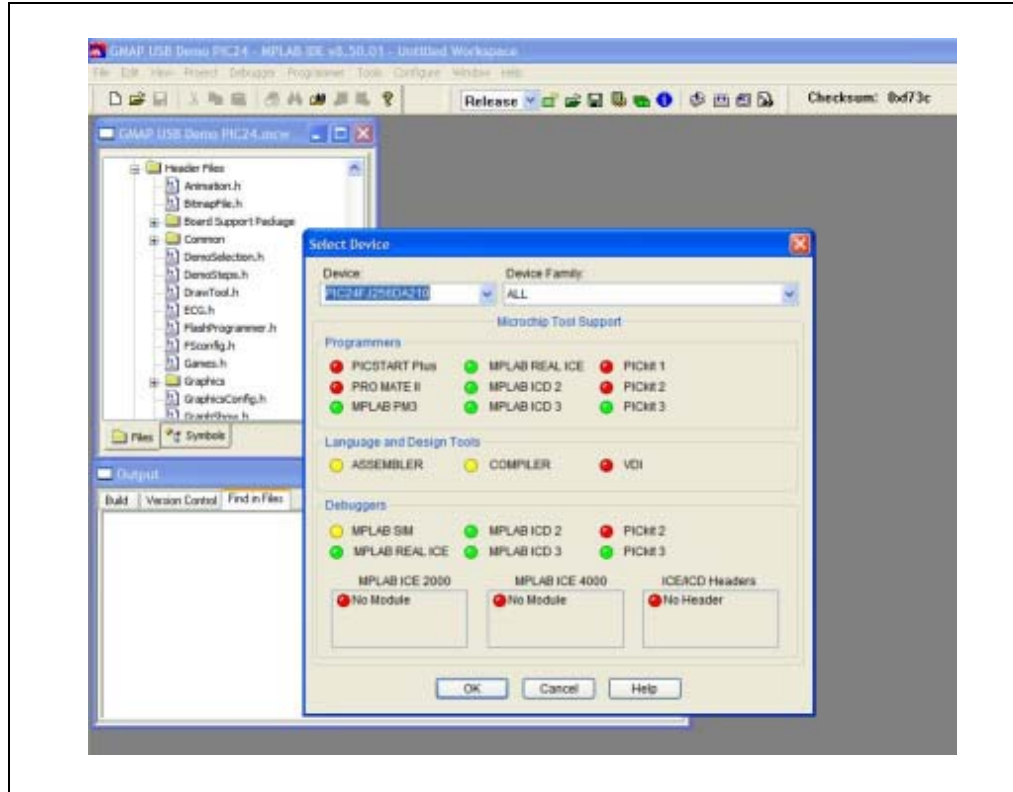 GMAP USB Demo PIC24 - MPLAB IDE v8.50.01 - Untitled Workspace
File Edit View Project Debugger Programmer Tools Configure Window Help
Release Checksum: 0xd73c
GMAP USB Demo PIC24.mcw
Header Files
Animation.h
BitmapFile.h
Board Support Package
Common
DemoSelection.h
DemoSteps.h
DrawTool.h
ECG.h
FlashProgrammer.h
FSconfig.h
Games.h
Graphics
GraphicsConfig.h
GraphShow.h
Files Symbols
Output
Build Version Control Find in Files
Select Device
Device: Device Family:
PIC24FJ256DA210 ALL
Microchip Tool Support
Programmers
PICSTART Plus MPLAB REAL ICE PICkit 1
PRO MATE II MPLAB ICD 2 PICkit 2
MPLAB PM3 MPLAB ICD 3 PICkit 3
Language and Design Tools
ASSEMBLER COMPILER VDI
Debuggers
MPLAB SIM MPLAB ICD 2 PICkit 2
MPLAB REAL ICE MPLAB ICD 3 PICkit 3
MPLAB ICE 2000 MPLAB ICE 4000 ICE/ICD Headers
No Module No Module No Header
OK Cancel Help